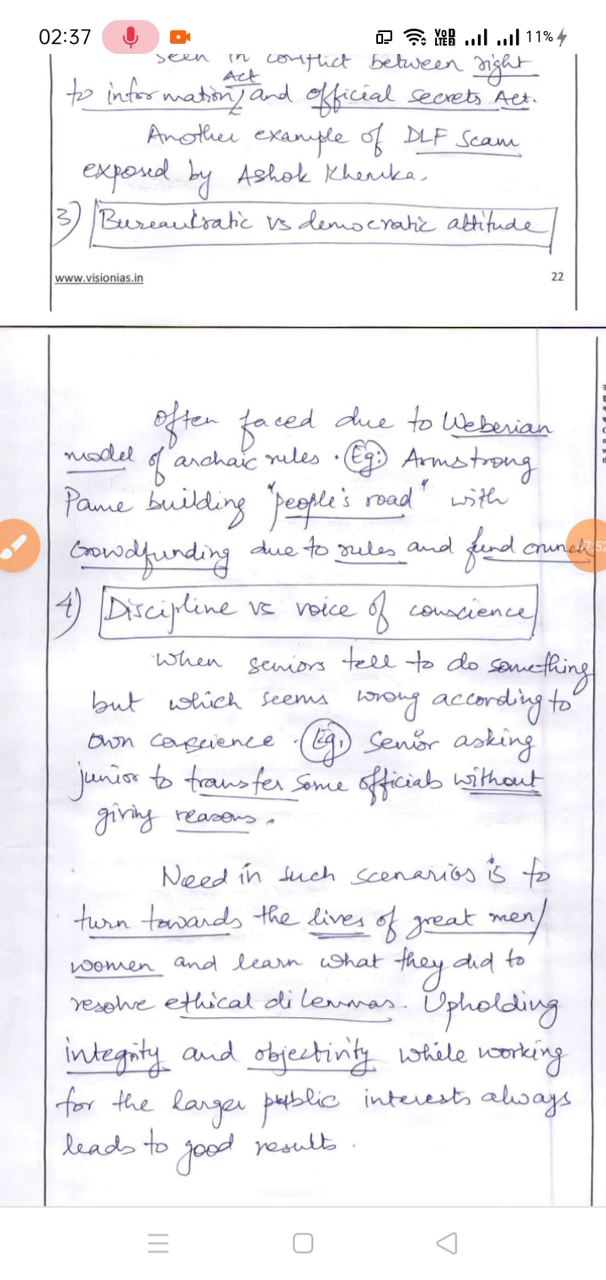 02:37
VoD LTE2
11%
seen in conflict between right
to information Act, and official secrets Act.
Another example of DLF scam
exposed by Ashok Khemka.
3) Bureaucratic vs democratic attitude
www.visionias.in
22
often faced due to Weberian
model of archaic rules. Eg: Armstrong
Pame building "people's road" with
Crowdfunding due to rules and fund crunch
4) Discipline vs voice of conscience
When seniors tell to do something
but which seems wrong according to
own conscience. Eg, Senior asking
junior to transfer some officials without
giving reasons.
Need in such scenarios is to
turn towards the lives of great men/
women and learn what they did to
resolve ethical dilemmas. Upholding
integrity and objectivity while working
for the larger public interests always
leads to good results.